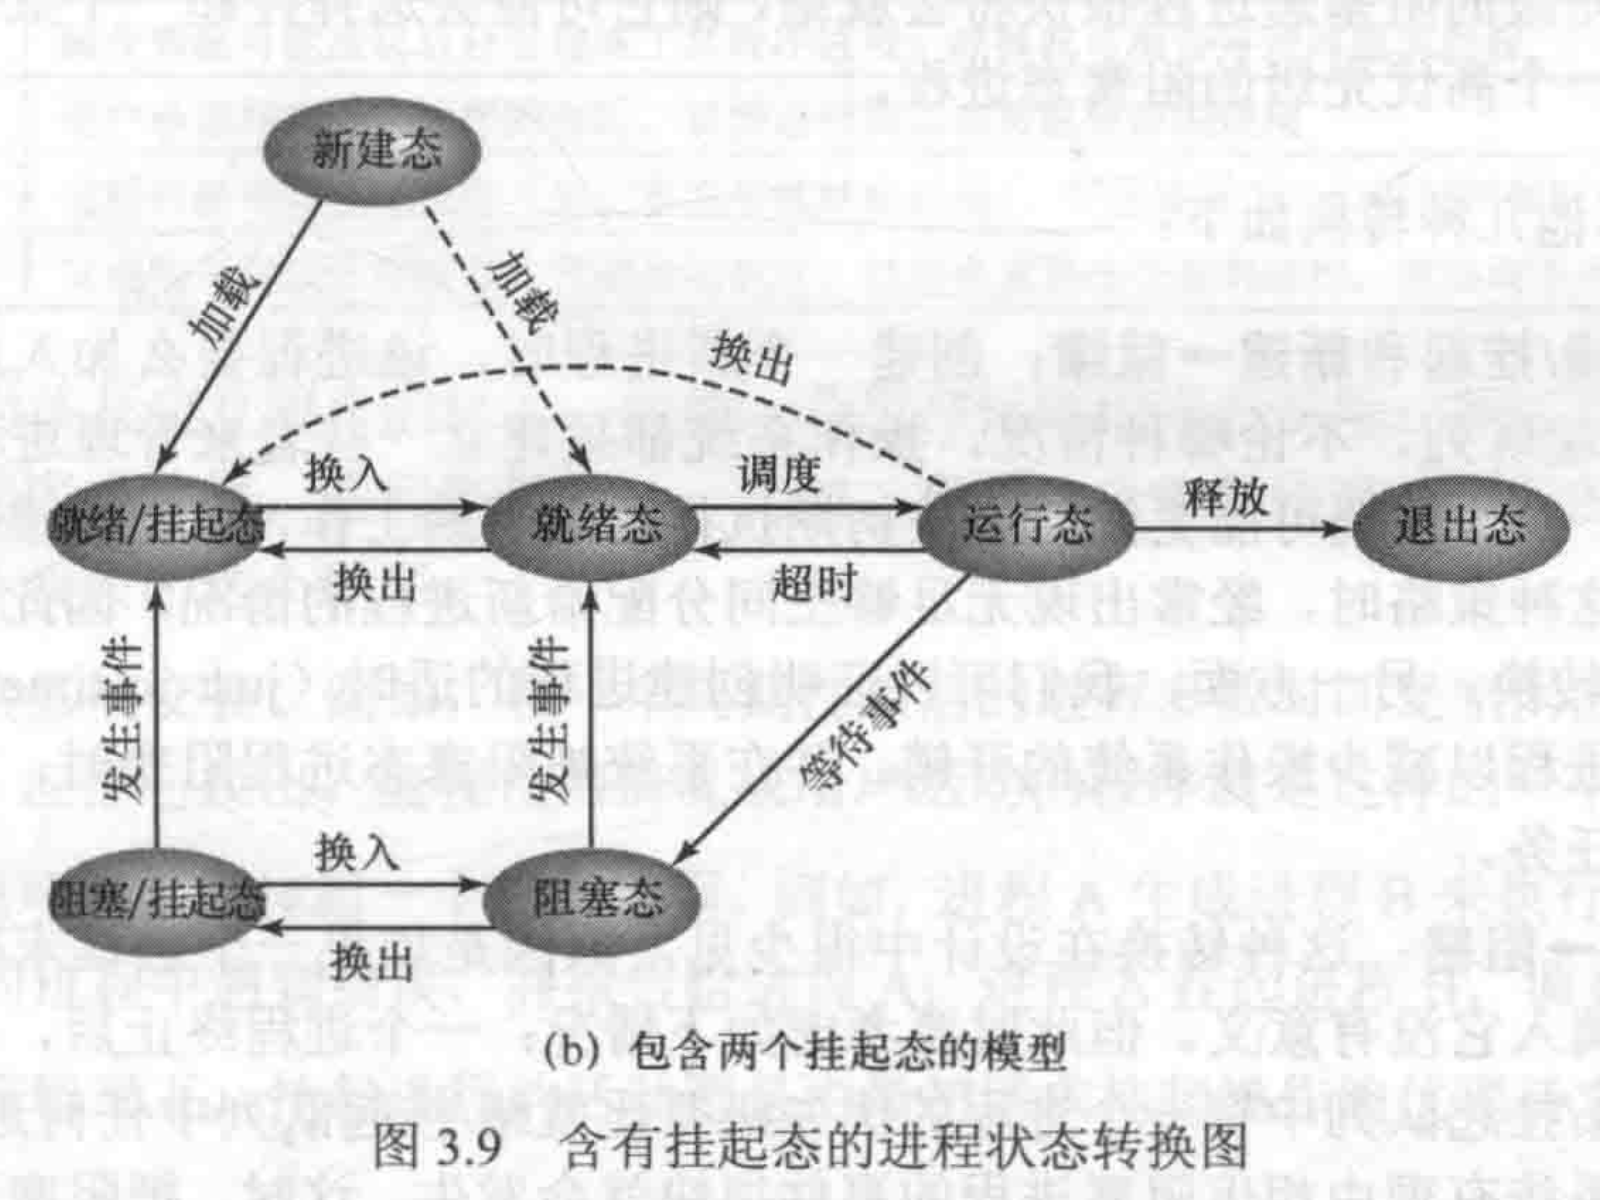 新建态
加载
加载
换出
就绪/挂起态
换入
换出
就绪态
调度
超时
运行态
释放
退出态
发生事件
发生事件
等待事件
阻塞/挂起态
换入
换出
阻塞态
(b) 包含两个挂起态的模型
图 3.9 含有挂起态的进程状态转换图